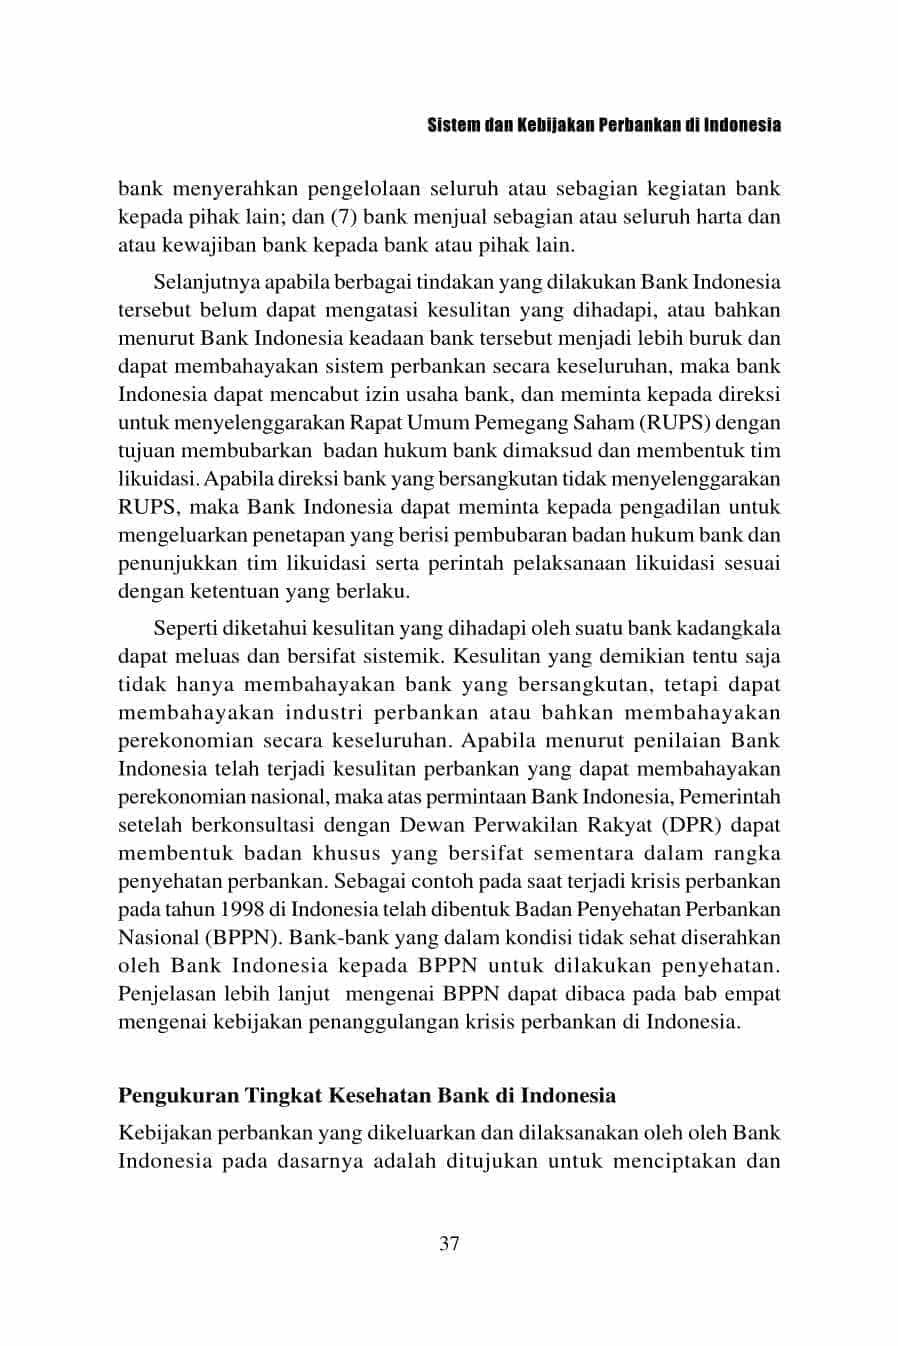 Sistem dan Kebijakan Perbankan di Indonesia
bank menyerahkan pengelolaan seluruh atau sebagian kegiatan bank
kepada pihak lain; dan (7) bank menjual sebagian atau seluruh harta dan
atau kewajiban bank kepada bank atau pihak lain.
Selanjutnya apabila berbagai tindakan yang dilakukan Bank Indonesia
tersebut belum dapat mengatasi kesulitan yang dihadapi, atau bahkan
menurut Bank Indonesia keadaan bank tersebut menjadi lebih buruk dan
dapat membahayakan sistem perbankan secara keseluruhan, maka bank
Indonesia dapat mencabut izin usaha bank, dan meminta kepada direksi
untuk menyelenggarakan Rapat Umum Pemegang Saham (RUPS) dengan
tujuan membubarkan  badan hukum bank dimaksud dan membentuk tim
likuidasi. Apabila direksi bank yang bersangkutan tidak menyelenggarakan
RUPS, maka Bank Indonesia dapat meminta kepada pengadilan untuk
mengeluarkan penetapan yang berisi pembubaran badan hukum bank dan
penunjukkan tim likuidasi serta perintah pelaksanaan likuidasi sesuai
dengan ketentuan yang berlaku.
Seperti diketahui kesulitan yang dihadapi oleh suatu bank kadangkala
dapat meluas dan bersifat sistemik. Kesulitan yang demikian tentu saja
tidak hanya membahayakan bank yang bersangkutan, tetapi dapat
membahayakan industri perbankan atau bahkan membahayakan
perekonomian secara keseluruhan. Apabila menurut penilaian Bank
Indonesia telah terjadi kesulitan perbankan yang dapat membahayakan
perekonomian nasional, maka atas permintaan Bank Indonesia, Pemerintah
setelah berkonsultasi dengan Dewan Perwakilan Rakyat (DPR) dapat
membentuk badan khusus yang bersifat sementara dalam rangka
penyehatan perbankan. Sebagai contoh pada saat terjadi krisis perbankan
pada tahun 1998 di Indonesia telah dibentuk Badan Penyehatan Perbankan
Nasional (BPPN). Bank-bank yang dalam kondisi tidak sehat diserahkan
oleh Bank Indonesia kepada BPPN untuk dilakukan penyehatan.
Penjelasan lebih lanjut  mengenai BPPN dapat dibaca pada bab empat
mengenai kebijakan penanggulangan krisis perbankan di Indonesia.
Pengukuran Tingkat Kesehatan Bank di Indonesia
Kebijakan perbankan yang dikeluarkan dan dilaksanakan oleh oleh Bank
Indonesia pada dasarnya adalah ditujukan untuk menciptakan dan
37